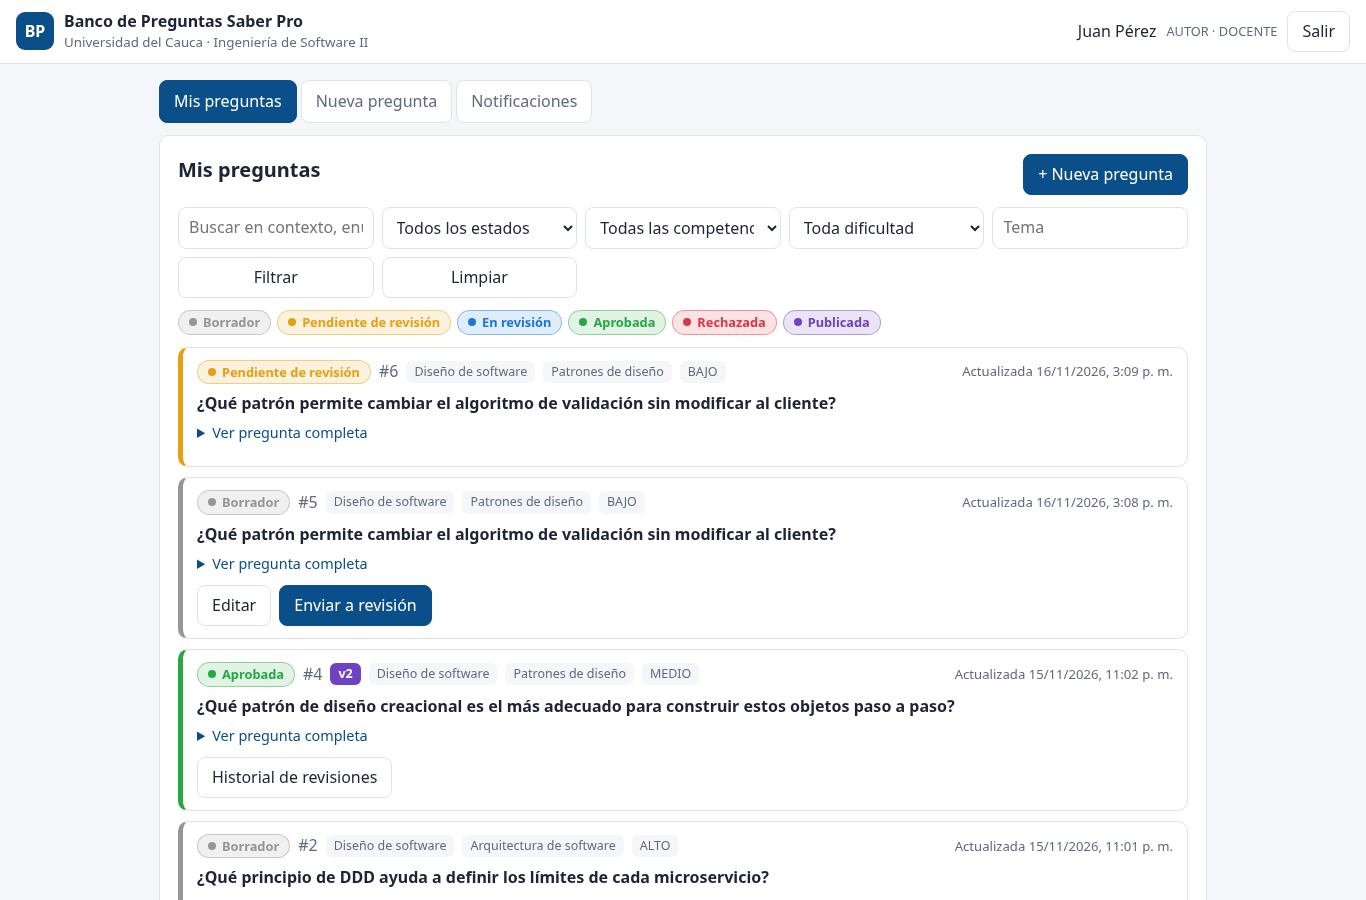 BP
Banco de Preguntas Saber Pro
Universidad del Cauca · Ingeniería de Software II
Juan Pérez AUTOR · DOCENTE Salir
Mis preguntas Nueva pregunta Notificaciones
Mis preguntas
+ Nueva pregunta
Buscar en contexto, enu Todos los estados Todas las competenc Toda dificultad Tema
Filtrar Limpiar
Borrador Pendiente de revisión En revisión Aprobada Rechazada Publicada
Pendiente de revisión #6 Diseño de software Patrones de diseño BAJO Actualizada 16/11/2026, 3:09 p. m.
¿Qué patrón permite cambiar el algoritmo de validación sin modificar al cliente?
Ver pregunta completa
Borrador #5 Diseño de software Patrones de diseño BAJO Actualizada 16/11/2026, 3:08 p. m.
¿Qué patrón permite cambiar el algoritmo de validación sin modificar al cliente?
Ver pregunta completa
Editar Enviar a revisión
Aprobada #4 v2 Diseño de software Patrones de diseño MEDIO Actualizada 15/11/2026, 11:02 p. m.
¿Qué patrón de diseño creacional es el más adecuado para construir estos objetos paso a paso?
Ver pregunta completa
Historial de revisiones
Borrador #2 Diseño de software Arquitectura de software ALTO Actualizada 15/11/2026, 11:01 p. m.
¿Qué principio de DDD ayuda a definir los límites de cada microservicio?